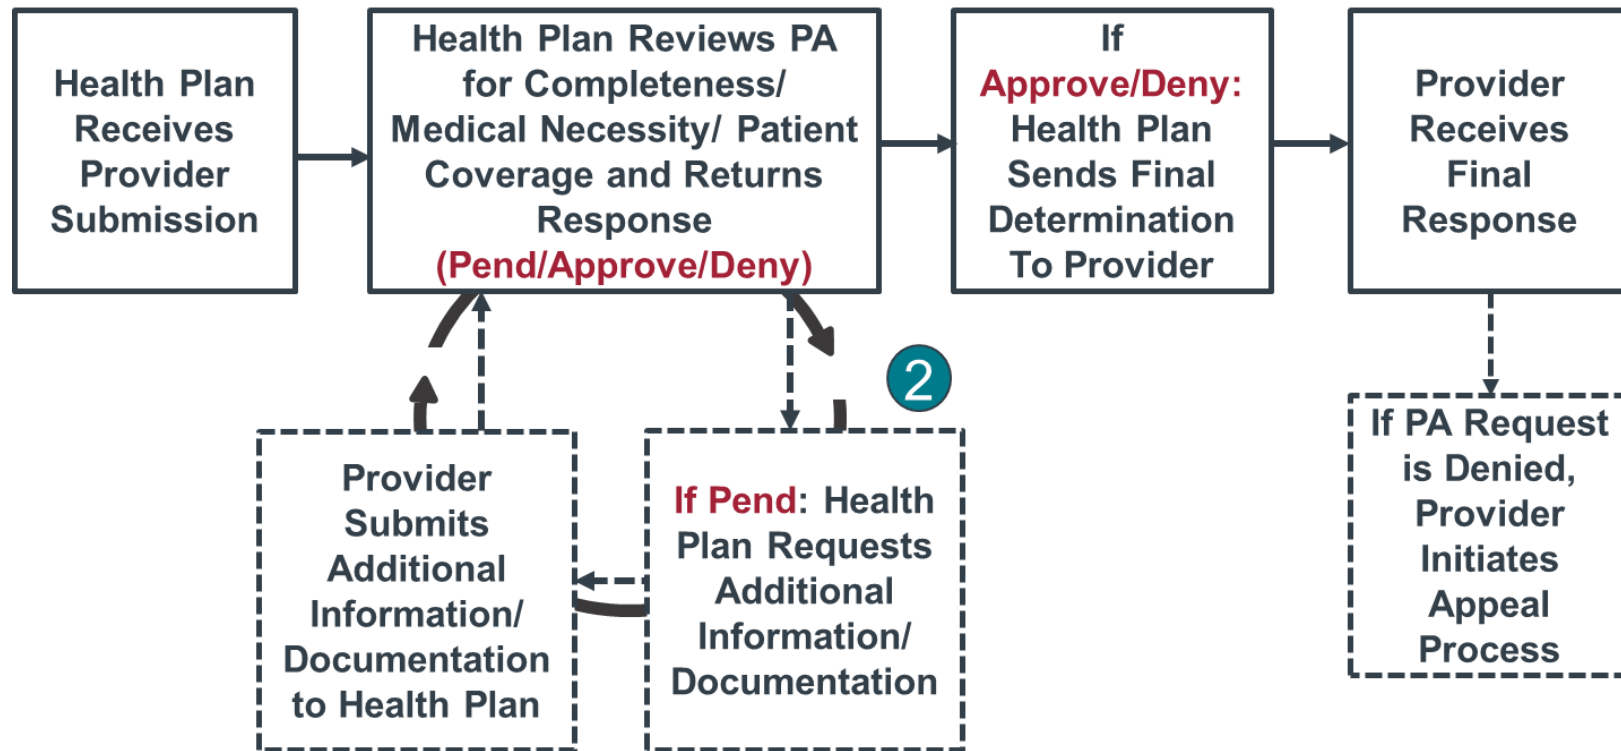 Health Plan
Receives
Provider
Submission
Health Plan Reviews PA
for Completeness/
Medical Necessity/ Patient
Coverage and Returns
Response
(Pend/Approve/Deny)
If
Approve/Deny:
Health Plan
Sends Final
Determination
To Provider
Provider
Receives
Final
Response
2
Provider
Submits
Additional
Information/
Documentation
to Health Plan
If Pend: Health
Plan Requests
Additional
Information/
Documentation
If PA Request
is Denied,
Provider
Initiates
Appeal
Process